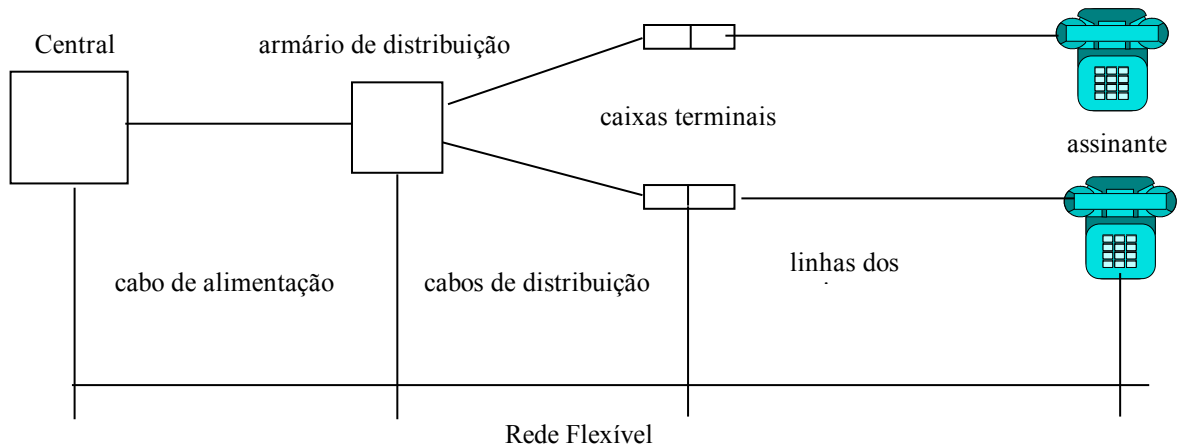 Central
armário de distribuição
caixas terminais
assinante
cabo de alimentação
cabos de distribuição
linhas dos
Rede Flexível